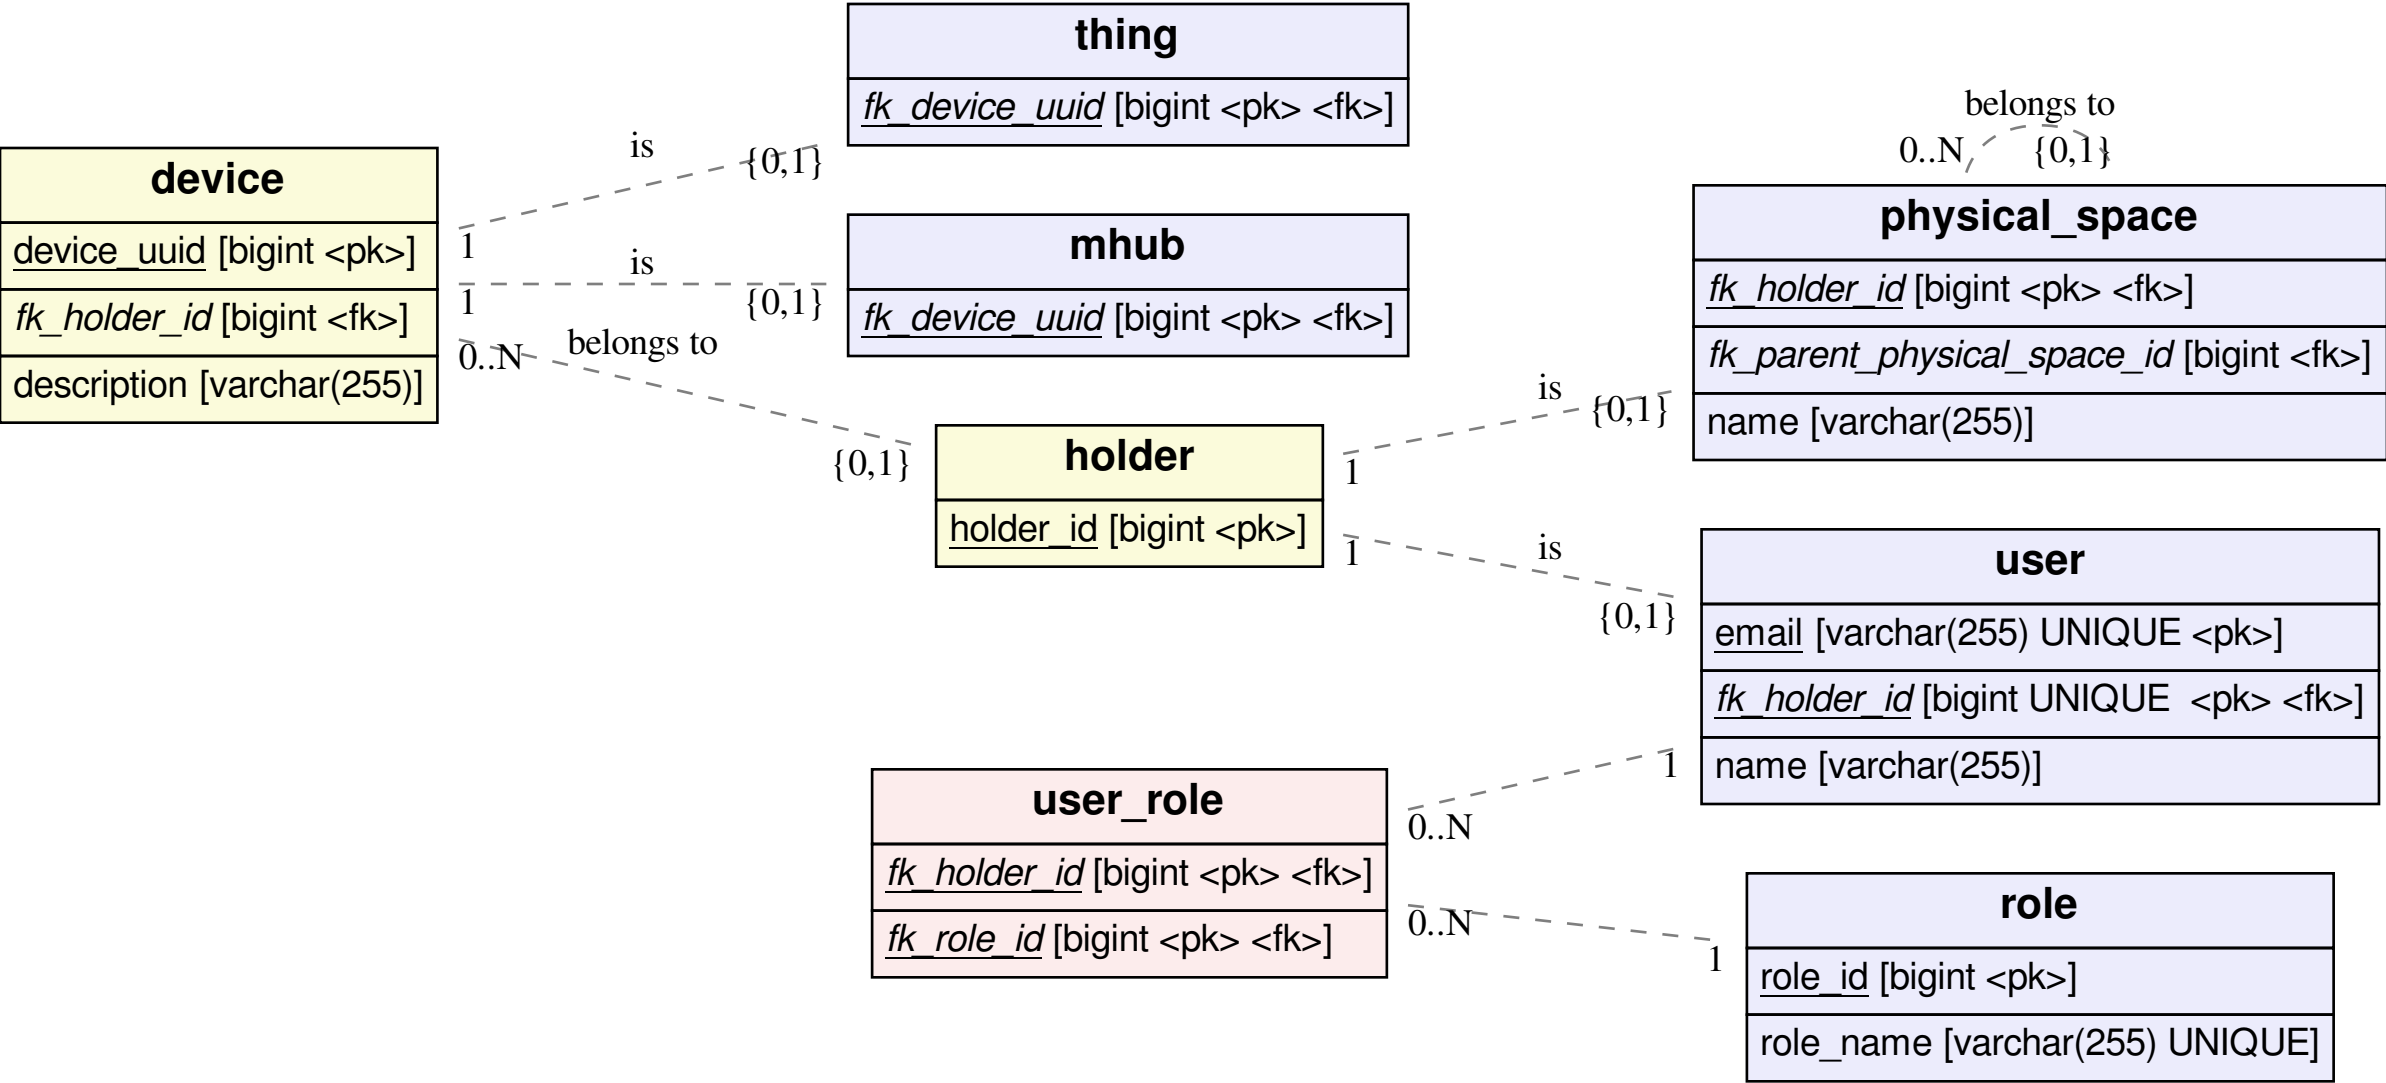 thing
fk_device_uuid [bigint <pk> <fk>]
belongs to
0..N
{0,1}
is
{0,1}
device
device_uuid [bigint <pk>]
fk_holder_id [bigint <fk>]
description [varchar(255)]
1
is
1
{0,1}
0..N
belongs to
{0,1}
mhub
fk_device_uuid [bigint <pk> <fk>]
physical_space
fk_holder_id [bigint <pk> <fk>]
fk_parent_physical_space_id [bigint <fk>]
name [varchar(255)]
holder
holder_id [bigint <pk>]
is
{0,1}
1
is
1
{0,1}
user
email [varchar(255) UNIQUE <pk>]
fk_holder_id [bigint UNIQUE  <pk> <fk>]
name [varchar(255)]
user_role
fk_holder_id [bigint <pk> <fk>]
fk_role_id [bigint <pk> <fk>]
1
0..N
0..N
1
role
role_id [bigint <pk>]
role_name [varchar(255) UNIQUE]